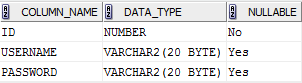 COLUMN_NAME DATA_TYPE NULLABLE
ID NUMBER No
USERNAME VARCHAR2(20 BYTE) Yes
PASSWORD VARCHAR2(20 BYTE) Yes